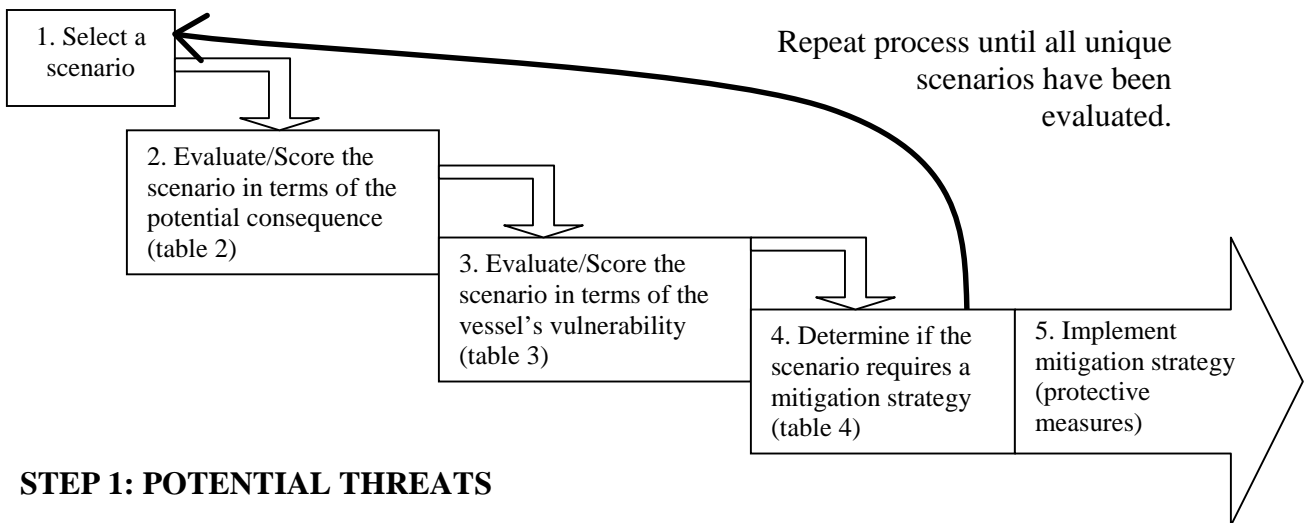 1. Select a
scenario
Repeat process until all unique
scenarios have been
evaluated.
2. Evaluate/Score the
scenario in terms of the
potential consequence
(table 2)
3. Evaluate/Score the
scenario in terms of the
vessel’s vulnerability
(table 3)
4. Determine if the
scenario requires a
mitigation strategy
(table 4)
5. Implement
mitigation strategy
(protective
measures)
STEP 1: POTENTIAL THREATS